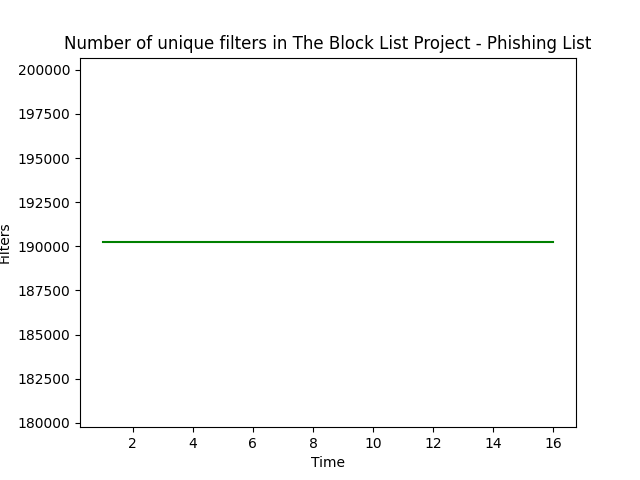 Number of unique filters in The Block List Project - Phishing List
200000
197500
195000
192500
190000
187500
185000
182500
180000
Filters
2 4 6 8 10 12 14 16
Time